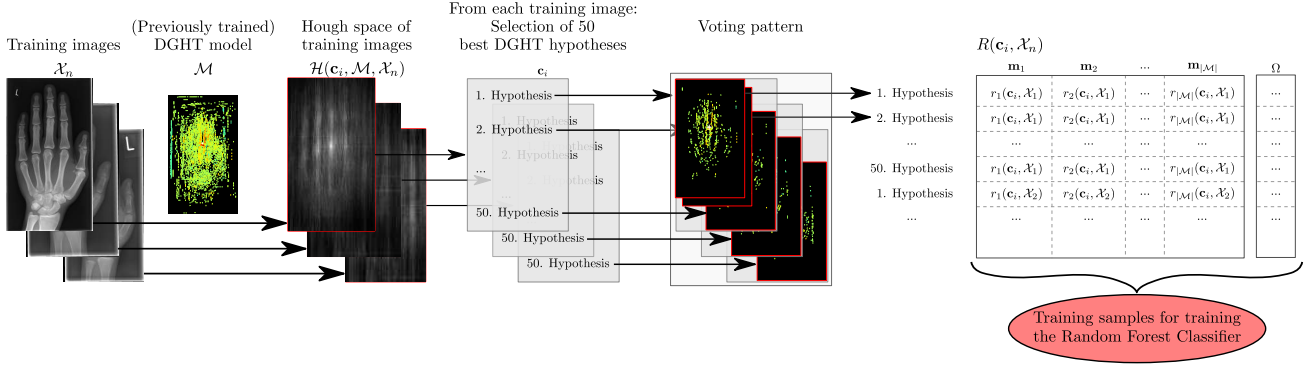 Training images
𝒳ₙ
(Previously trained)
DGHT model
ℳ
Hough space of
training images
ℋ(𝐜ᵢ, ℳ, 𝒳ₙ)
From each training image:
Selection of 50
best DGHT hypotheses
𝐜ᵢ
1. Hypothesis
2. Hypothesis
...
50. Hypothesis
1. Hypothesis
2. Hypothesis
50. Hypothesis
50. Hypothesis
Voting pattern
L
R(𝐜ᵢ, 𝒳ₙ)
𝐦₁ 𝐦₂ ... 𝐦|ℳ| Ω
1. Hypothesis r₁(𝐜ᵢ, 𝒳₁) r₂(𝐜ᵢ, 𝒳₁) ... r|ℳ|(𝐜ᵢ, 𝒳₁) ...
2. Hypothesis r₁(𝐜ᵢ, 𝒳₁) r₂(𝐜ᵢ, 𝒳₁) ... r|ℳ|(𝐜ᵢ, 𝒳₁) ...
... ... ... ... ... ...
50. Hypothesis r₁(𝐜ᵢ, 𝒳₁) r₂(𝐜ᵢ, 𝒳₁) ... r|ℳ|(𝐜ᵢ, 𝒳₁) ...
1. Hypothesis r₁(𝐜ᵢ, 𝒳₂) r₂(𝐜ᵢ, 𝒳₂) ... r|ℳ|(𝐜ᵢ, 𝒳₂) ...
... ... ... ... ... ...
Training samples for training
the Random Forest Classifier